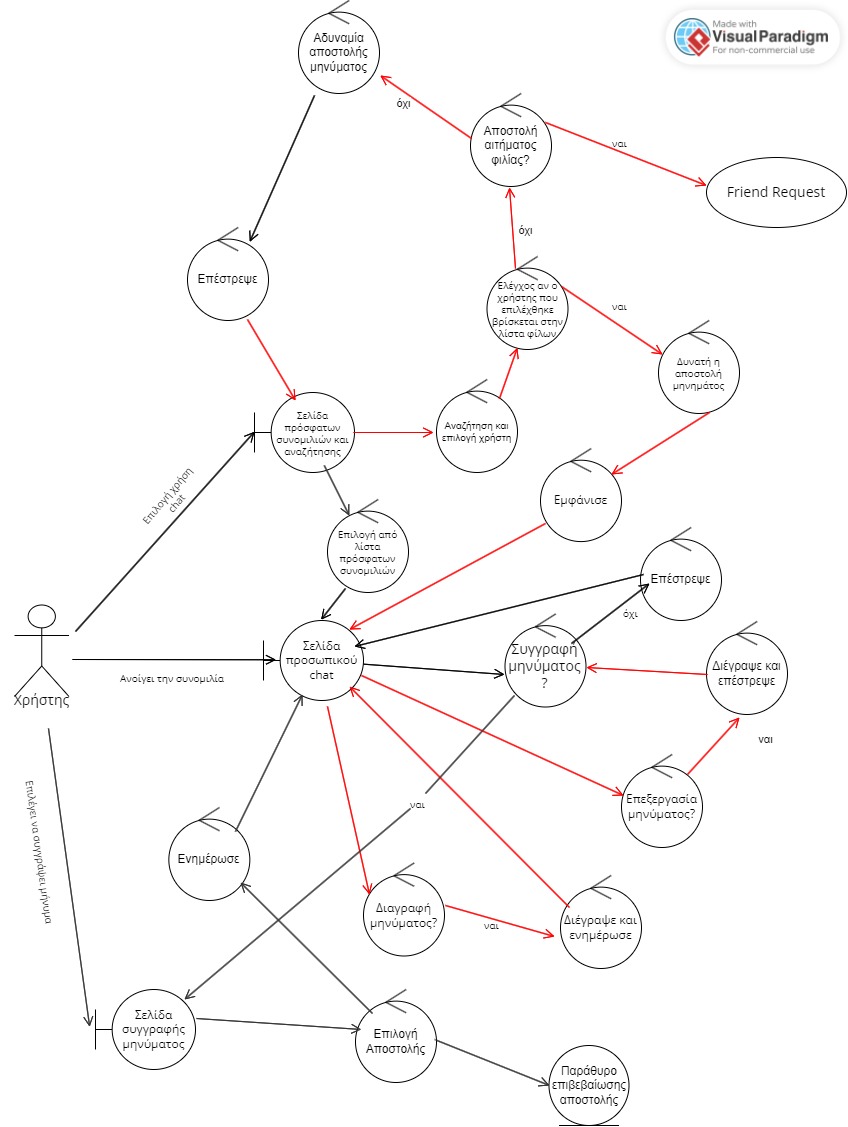 Made with
Visual Paradigm
For non-commercial use
Αδυναμία
αποστολής
μηνύματος
όχι
Αποστολή
αιτήματος
φιλίας?
ναι
Friend Request
όχι
Επέστρεψε
Ελέγχος αν ο
χρήστης που
επιλέχθηκε
βρίσκεται στην
λίστα φίλων
ναι
Δυνατή η
αποστολή
μηνημάτος
Σελίδα
πρόσφατων
συνομιλιών και
αναζήτησης
Αναζήτηση και
επιλογή χρήστη
Επιλογή χρήση
chat
Εμφάνισε
Επιλογή από
λίστα
πρόσφατων
συνομιλιών
Επέστρεψε
όχι
Χρήστης
Ανοίγει την συνομιλία
Σελίδα
προσωπικού
chat
Συγγραφή
μηνύματος
?
Διέγραψε και
επέστρεψε
ναι
Επεξεργασία
μηνύματος?
Επιλέγει να συγγράψει μήνυμα
ναι
Ενημέρωσε
Διαγραφή
μηνύματος?
ναι
Διέγραψε και
ενημέρωσε
Σελίδα
συγγραφής
μηνύματος
Επιλογή
Αποστολής
Παράθυρο
επιβεβαίωσης
αποστολής